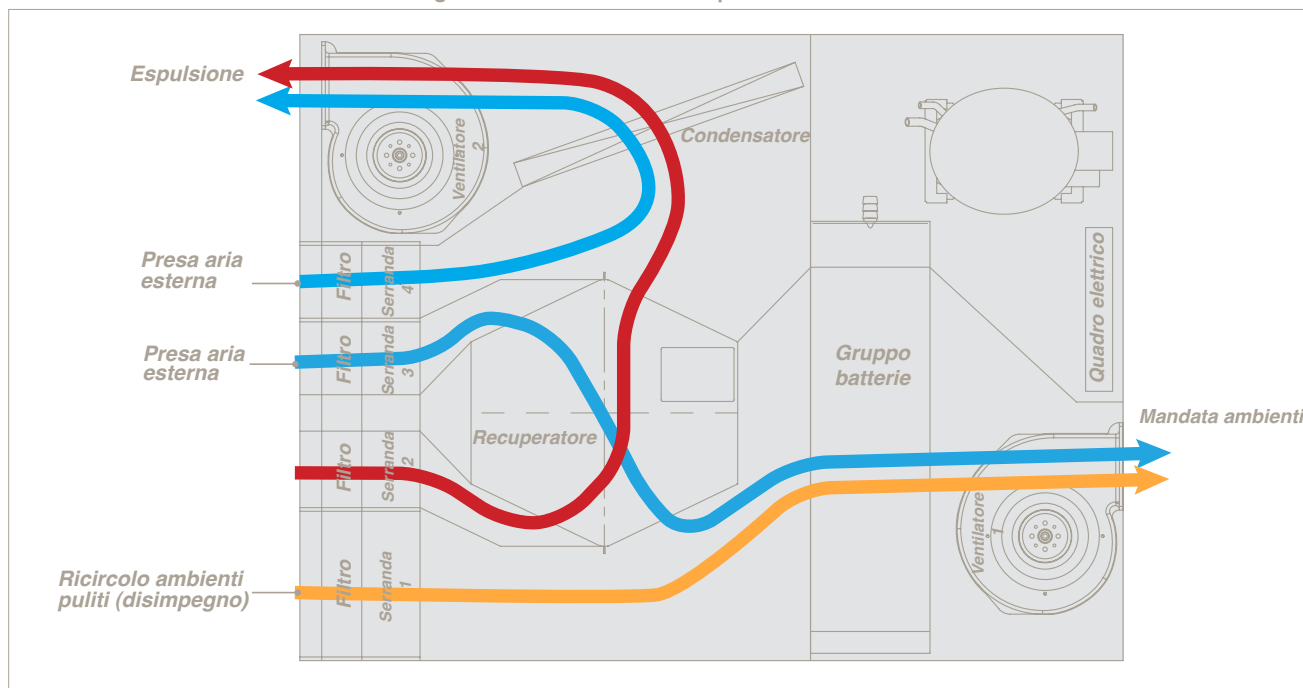 Espulsione
Ventilatore
2
Condensatore
Presa aria
esterna
Filtro
Serranda
4
Presa aria
esterna
Filtro
Serranda
3
Gruppo
batterie
Quadro elettrico
Mandata ambienti
Recuperatore
Filtro
Serranda
2
Ventilatore
1
Ricircolo ambienti
puliti (disimpegno)
Filtro
Serranda
1